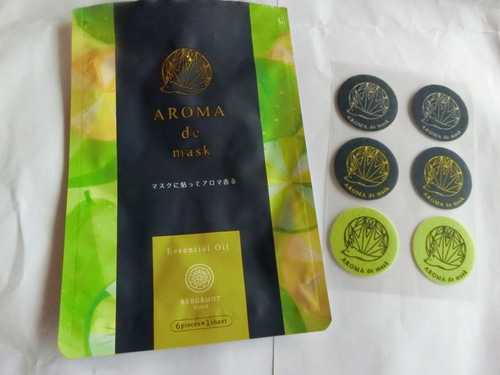 AROMA
de
mask
マスクに貼ってアロマ香る
Essential Oil
BERGAMOT
blend
6pieces×1sheet
AROMA de mask
AROMA de mask
AROMA de mask
AROMA de mask
AROMA de mask
AROMA de mask